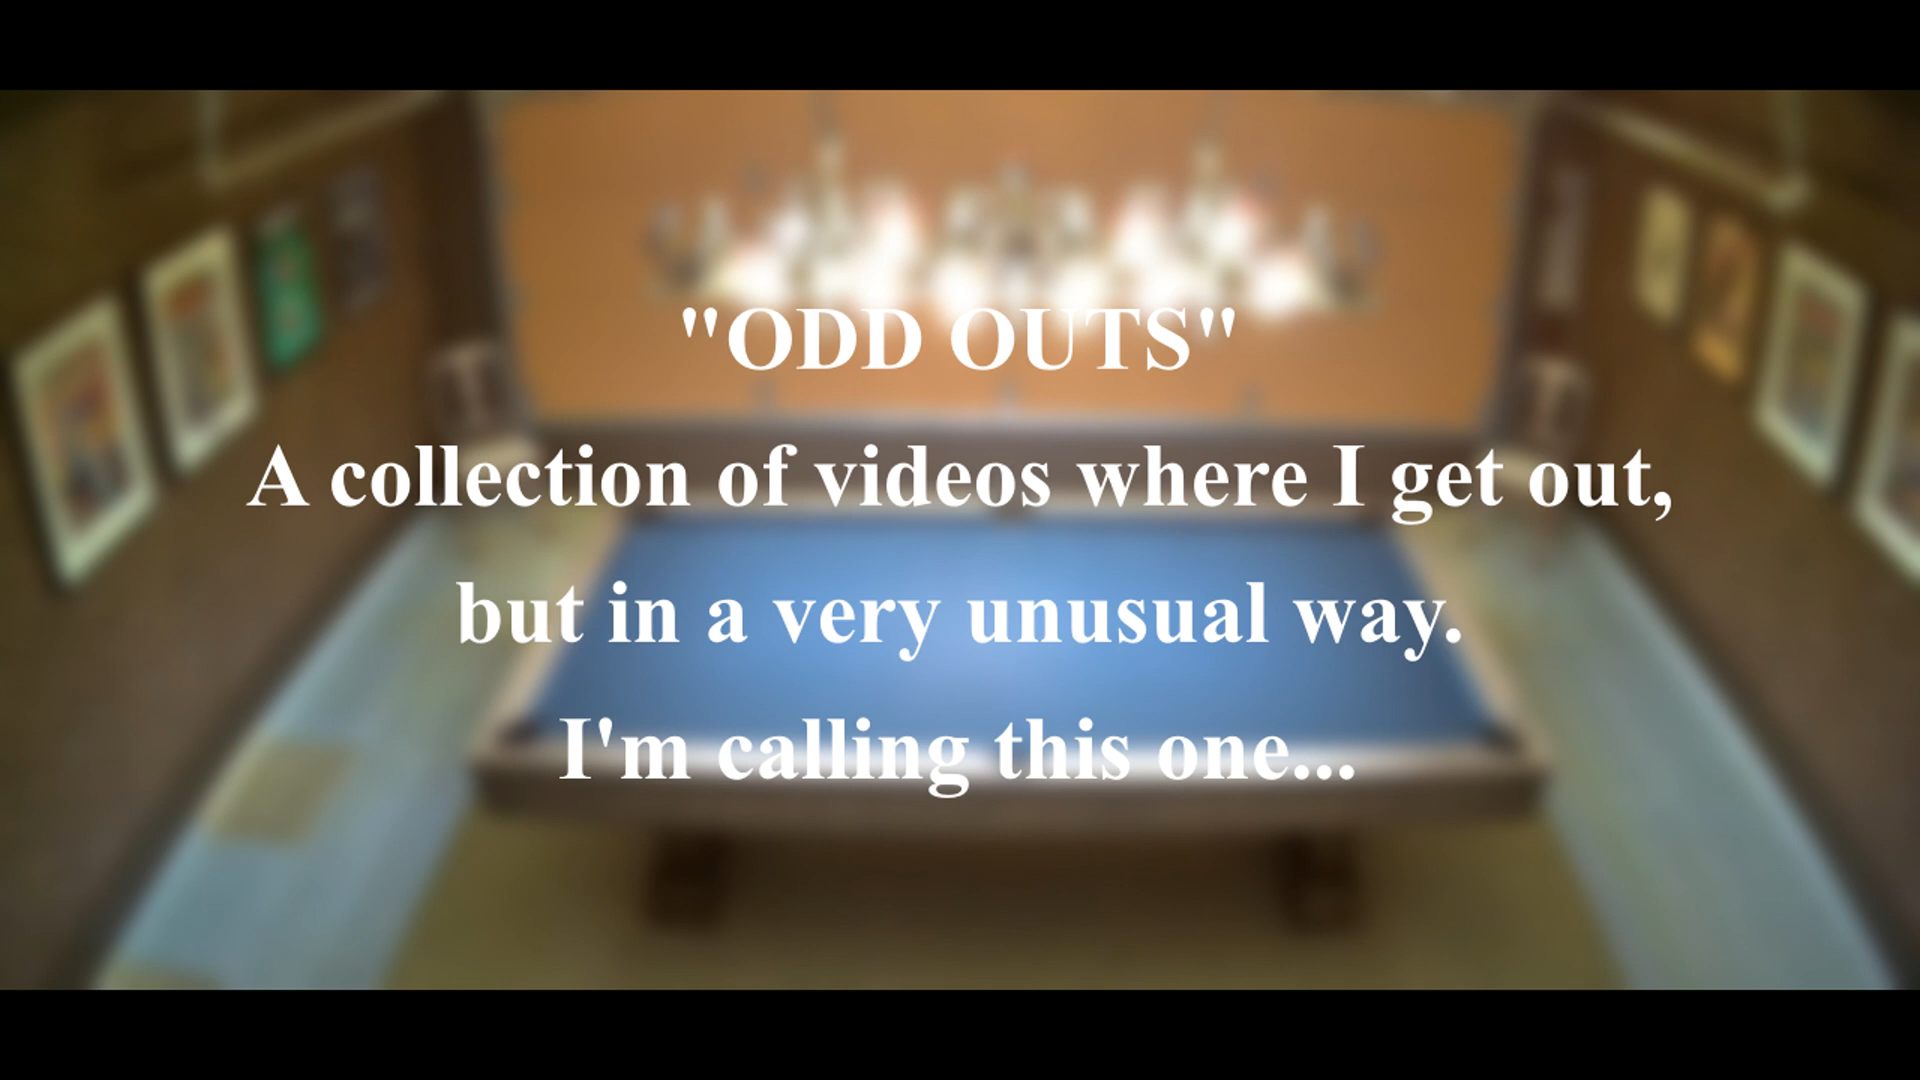 "ODD OUTS"
A collection of videos where I get out,
but in a very unusual way.
I'm calling this one...